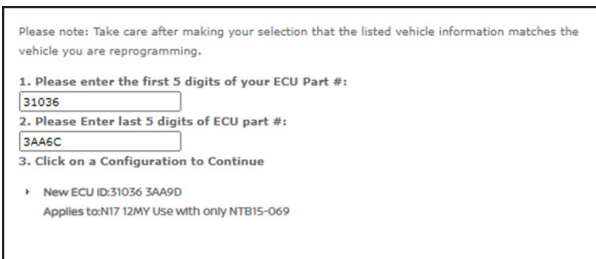 Please note: Take care after making your selection that the listed vehicle information matches the
vehicle you are reprogramming.
1. Please enter the first 5 digits of your ECU Part #:
31036
2. Please Enter last 5 digits of ECU part #:
3AA6C
3. Click on a Configuration to Continue
New ECU ID:31036 3AA9D
Applies to:N17 12MY Use with only NTB15-069